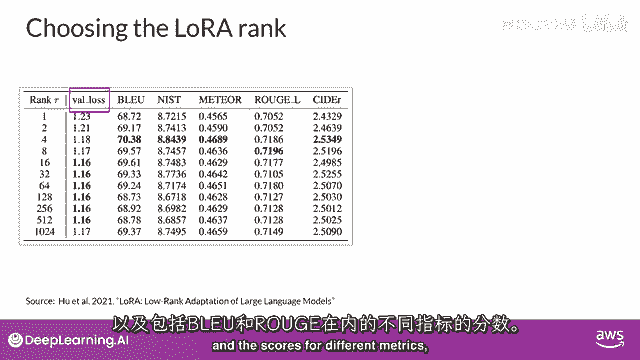 Choosing the LoRA rank
Rank r val_loss BLEU NIST METEOR ROUGE_L CIDEr
1 1.23 68.72 8.7215 0.4565 0.7052 2.4329
2 1.21 69.17 8.7413 0.4590 0.7052 2.4639
4 1.18 70.38 8.8439 0.4689 0.7186 2.5349
8 1.17 69.57 8.7457 0.4636 0.7196 2.5196
16 1.16 69.61 8.7483 0.4629 0.7177 2.4985
32 1.16 69.33 8.7736 0.4642 0.7105 2.5255
64 1.16 69.24 8.7174 0.4651 0.7180 2.5070
128 1.16 68.73 8.6718 0.4628 0.7127 2.5030
256 1.16 68.92 8.6982 0.4629 0.7128 2.5012
512 1.16 68.78 8.6857 0.4637 0.7128 2.5025
1024 1.17 69.37 8.7495 0.4659 0.7149 2.5090
Source: Hu et al. 2021, "LoRA: Low-Rank Adaptation of Large Language Models"
以及包括BLEU和ROUGE在内的不同指标的分数。
and the scores for different metrics,
DeepLearning.AI
aws